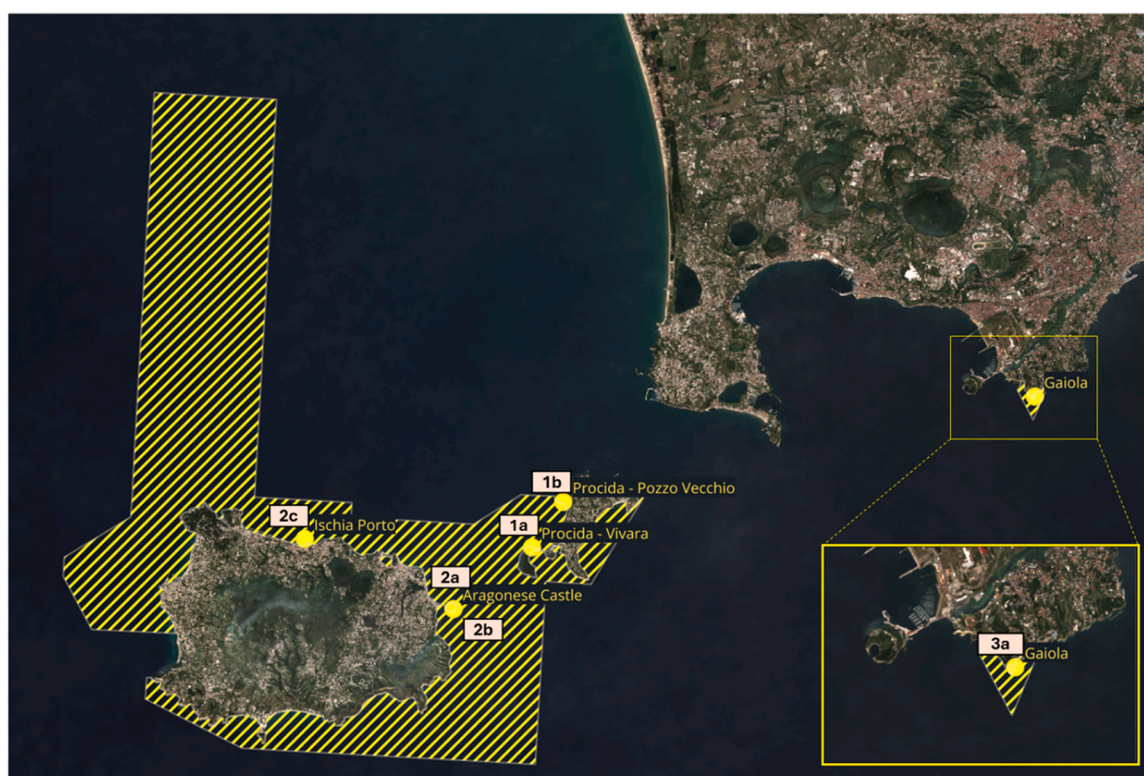 Gaiola
1b
Procida - Pozzo Vecchio
2c
Ischia Porto
1a
Procida - Vivara
2a
Aragonese Castle
2b
3a
Gaiola